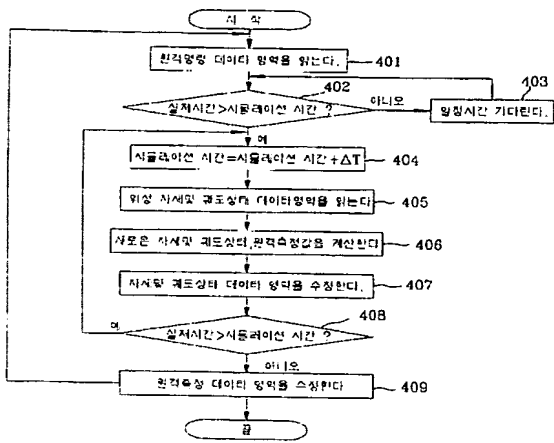 시 작
원격명령 데이타 영역을 읽는다.
401
402
403
실제시간>시뮬레이션 시간 ?
아니오
일정시간 기다린다.
예
시뮬레이션 시간=시뮬레이션 시간+ΔT
404
위성 자세및 궤도상태 데이타영역을 읽는다
405
새로운 자세및 궤도상태,원격측정값을 계산한다
406
자세및 궤도상태 데이타 영역을 수정한다.
407
408
예
실제시간>시뮬레이션 시간 ?
아니오
원격측정 데이타 영역을 수정한다
409
끝